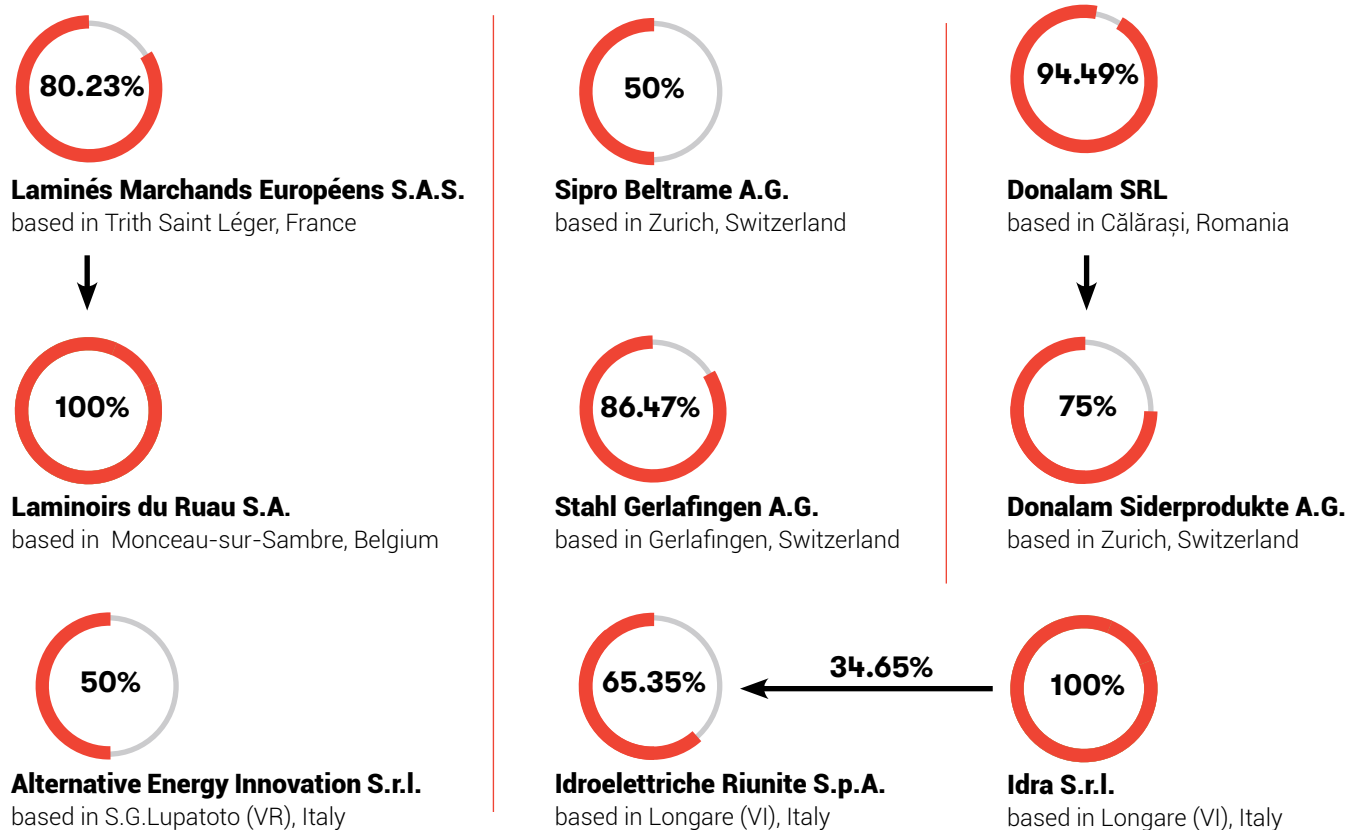 80.23%
Laminés Marchands Européens S.A.S.
based in Trith Saint Léger, France
50%
Sipro Beltrame A.G.
based in Zurich, Switzerland
94.49%
Donalam SRL
based in Călărași, Romania
100%
Laminoirs du Ruau S.A.
based in Monceau-sur-Sambre, Belgium
86.47%
Stahl Gerlafingen A.G.
based in Gerlafingen, Switzerland
75%
Donalam Siderprodukte A.G.
based in Zurich, Switzerland
50%
Alternative Energy Innovation S.r.l.
based in S.G.Lupatoto (VR), Italy
65.35%
Idroelettriche Riunite S.p.A.
based in Longare (VI), Italy
34.65%
100%
Idra S.r.l.
based in Longare (VI), Italy